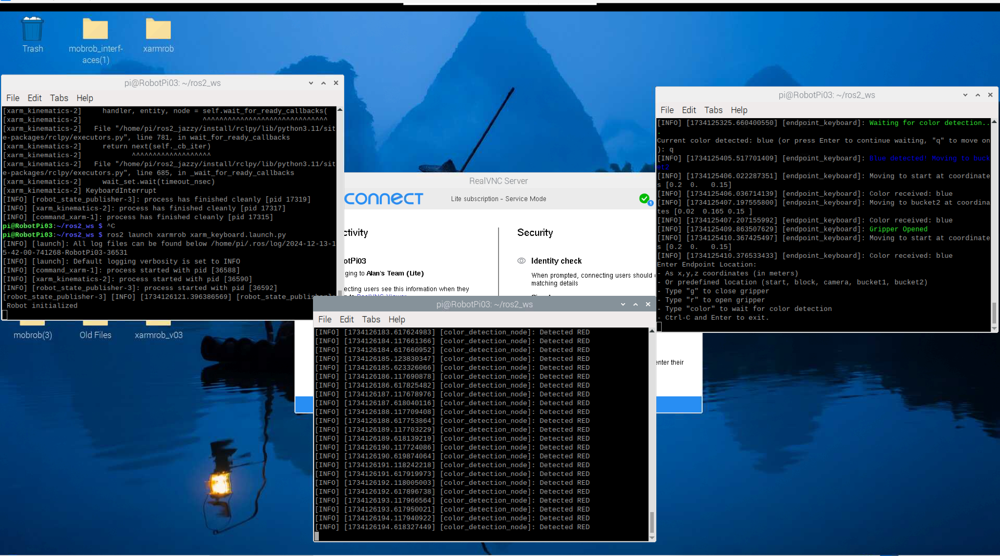 Trash
mobrob_interf-
aces(1)
xarmrob
pi@RobotPi03: ~/ros2_ws
File Edit Tabs Help
[xarm_kinematics-2]     handler, entity, node = self.wait_for_ready_callbacks(
[xarm_kinematics-2]                             ^^^^^^^^^^^^^^^^^^^^^^^^^^^^^^
[xarm_kinematics-2]   File "/home/pi/ros2_jazzy/install/rclpy/lib/python3.11/sit
e-packages/rclpy/executors.py", line 781, in wait_for_ready_callbacks
[xarm_kinematics-2]     return next(self._cb_iter)
[xarm_kinematics-2]            ^^^^^^^^^^^^^^^^^^^
[xarm_kinematics-2]   File "/home/pi/ros2_jazzy/install/rclpy/lib/python3.11/sit
e-packages/rclpy/executors.py", line 685, in _wait_for_ready_callbacks
[xarm_kinematics-2]     wait_set.wait(timeout_nsec)
[xarm_kinematics-2] KeyboardInterrupt
[INFO] [robot_state_publisher-3]: process has finished cleanly [pid 17319]
[INFO] [xarm_kinematics-2]: process has finished cleanly [pid 17317]
[INFO] [command_xarm-1]: process has finished cleanly [pid 17315]
pi@RobotPi03:~/ros2_ws $ ^C
pi@RobotPi03:~/ros2_ws $ ros2 launch xarmrob xarm_keyboard.launch.py
[INFO] [launch]: All log files can be found below /home/pi/.ros/log/2024-12-13-1
5-42-00-741268-RobotPi03-36531
[INFO] [launch]: Default logging verbosity is set to INFO
[INFO] [command_xarm-1]: process started with pid [36588]
[INFO] [xarm_kinematics-2]: process started with pid [36590]
[INFO] [robot_state_publisher-3]: process started with pid [36592]
[robot_state_publisher-3] [INFO] [1734126121.396386569] [robot_state_publisher]:
Robot initialized
mobrob(3)
Old Files
xarmrob_v03
RealVNC Server
connect
Lite subscription - Service Mode
ctivity
Security
otPi03
Identity check
ging to Alan's Team (Lite)
When prompted, connecting users should
matching details
ecting users see this information when they
enter their
pi@RobotPi03: ~/ros2_ws
File Edit Tabs Help
[INFO] [1734125325.660400550] [endpoint_keyboard]: Waiting for color detection..
.
Current color detected: blue (or press Enter to continue waiting, "q" to move on
): q
[INFO] [1734125405.517701409] [endpoint_keyboard]: Blue detected! Moving to buck
et2
[INFO] [1734125406.022287351] [endpoint_keyboard]: Moving to start at coordinate
s [0.2  0.   0.15]
[INFO] [1734125406.036714139] [endpoint_keyboard]: Color received: blue
[INFO] [1734125407.197555800] [endpoint_keyboard]: Moving to bucket2 at coordina
tes [0.02  0.165 0.15 ]
[INFO] [1734125407.207155992] [endpoint_keyboard]: Color received: blue
[INFO] [1734125409.863507629] [endpoint_keyboard]: Gripper Opened
[INFO] [1734125410.367425497] [endpoint_keyboard]: Moving to start at coordinate
s [0.2  0.   0.15]
[INFO] [1734125410.376533433] [endpoint_keyboard]: Color received: blue
Enter Endpoint Location:
- As x,y,z coordinates (in meters)
- Or predefined location (start, block, camera, bucket1, bucket2)
- Type "g" to close gripper
- Type "r" to open gripper
- Type "color" to wait for color detection
- Ctrl-C and Enter to exit.
pi@RobotPi03: ~/ros2_ws
File Edit Tabs Help
[INFO] [1734126183.617624983] [color_detection_node]: Detected RED
[INFO] [1734126184.117661366] [color_detection_node]: Detected RED
[INFO] [1734126184.617660952] [color_detection_node]: Detected RED
[INFO] [1734126185.123830347] [color_detection_node]: Detected RED
[INFO] [1734126185.623326066] [color_detection_node]: Detected RED
[INFO] [1734126186.117690878] [color_detection_node]: Detected RED
[INFO] [1734126186.617825482] [color_detection_node]: Detected RED
[INFO] [1734126187.117678976] [color_detection_node]: Detected RED
[INFO] [1734126187.618040116] [color_detection_node]: Detected RED
[INFO] [1734126188.117709408] [color_detection_node]: Detected RED
[INFO] [1734126188.617753864] [color_detection_node]: Detected RED
[INFO] [1734126189.117703229] [color_detection_node]: Detected RED
[INFO] [1734126189.618139219] [color_detection_node]: Detected RED
[INFO] [1734126190.117724086] [color_detection_node]: Detected RED
[INFO] [1734126190.619874064] [color_detection_node]: Detected RED
[INFO] [1734126191.118242218] [color_detection_node]: Detected RED
[INFO] [1734126191.617919973] [color_detection_node]: Detected RED
[INFO] [1734126192.118005003] [color_detection_node]: Detected RED
[INFO] [1734126192.617896738] [color_detection_node]: Detected RED
[INFO] [1734126193.117966564] [color_detection_node]: Detected RED
[INFO] [1734126193.617950021] [color_detection_node]: Detected RED
[INFO] [1734126194.117940922] [color_detection_node]: Detected RED
[INFO] [1734126194.618327449] [color_detection_node]: Detected RED